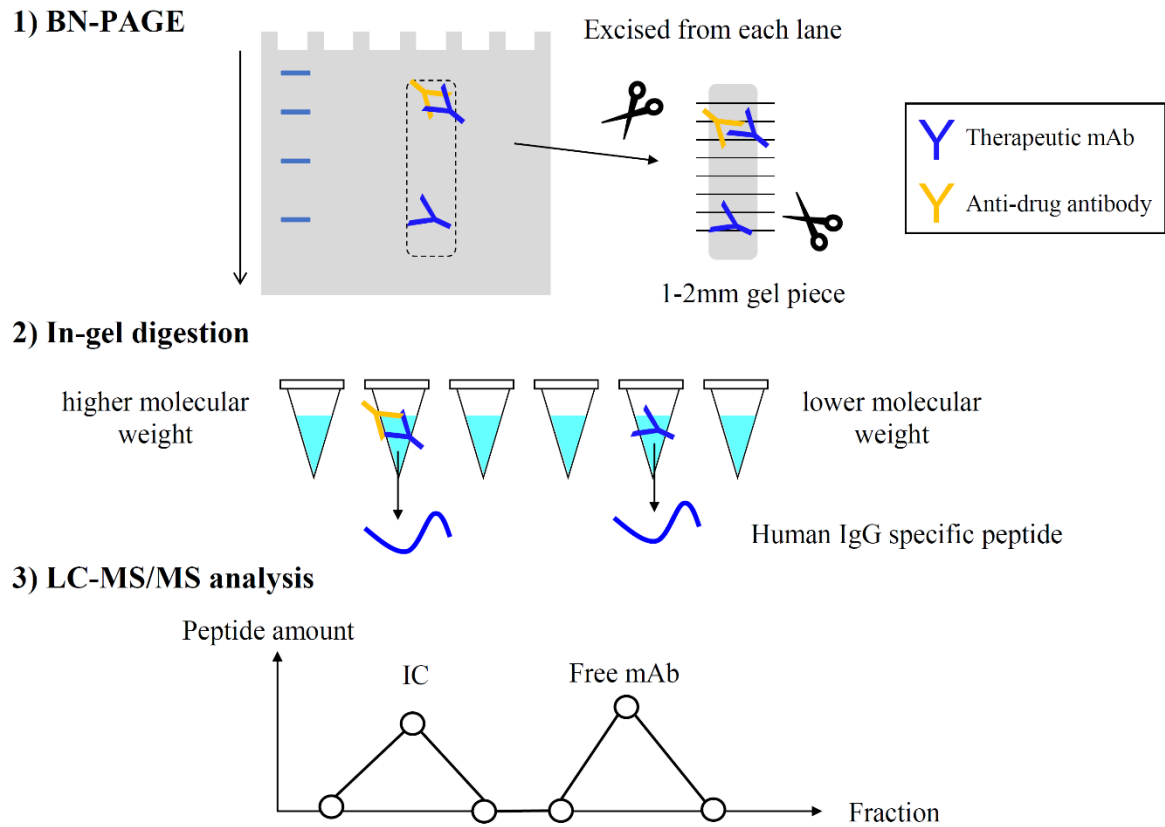 1) BN-PAGE
Excised from each lane
Therapeutic mAb
Anti-drug antibody
1-2mm gel piece
2) In-gel digestion
higher molecular
weight
lower molecular
weight
Human IgG specific peptide
3) LC-MS/MS analysis
Peptide amount
IC
Free mAb
Fraction